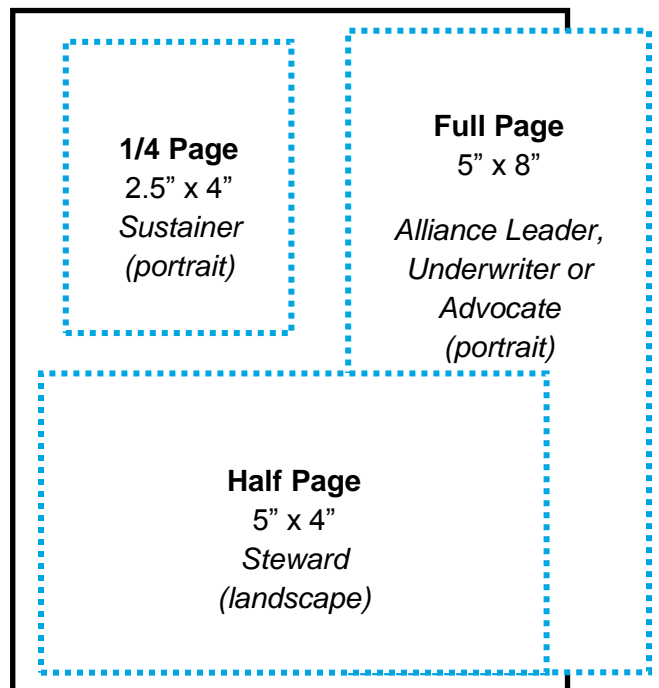 1/4 Page
2.5” x 4”
Sustainer
(portrait)
Full Page
5” x 8”
Alliance Leader,
Underwriter or
Advocate
(portrait)
Half Page
5” x 4”
Steward
(landscape)